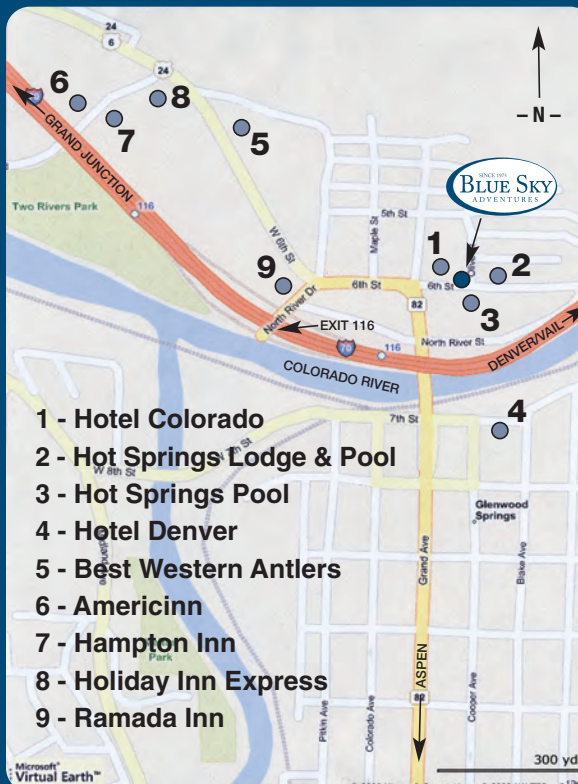 24
6
24
6
8
7
5
GRAND JUNCTION
– N –
SINCE 1975
BLUE SKY
ADVENTURES
Two Rivers Park
116
5th St
Maple St
W 6th St
1
2
9
6th St
6th St
82
3
North River Dr
EXIT 116
North River St
70
116
DENVER/VAIL
COLORADO RIVER
7th St
4
1 - Hotel Colorado
2 - Hot Springs Lodge & Pool
W 7th St
W 8th St
3 - Hot Springs Pool
Glenwood
Springs
4 - Hotel Denver
Grand Ave
Blake Ave
5 - Best Western Antlers
6 - Americinn
7 - Hampton Inn
Park
ASPEN
8 - Holiday Inn Express
82
9 - Ramada Inn
Pitkin Ave
Colorado Ave
Cooper Ave
300 yd
Microsoft®
Virtual Earth™